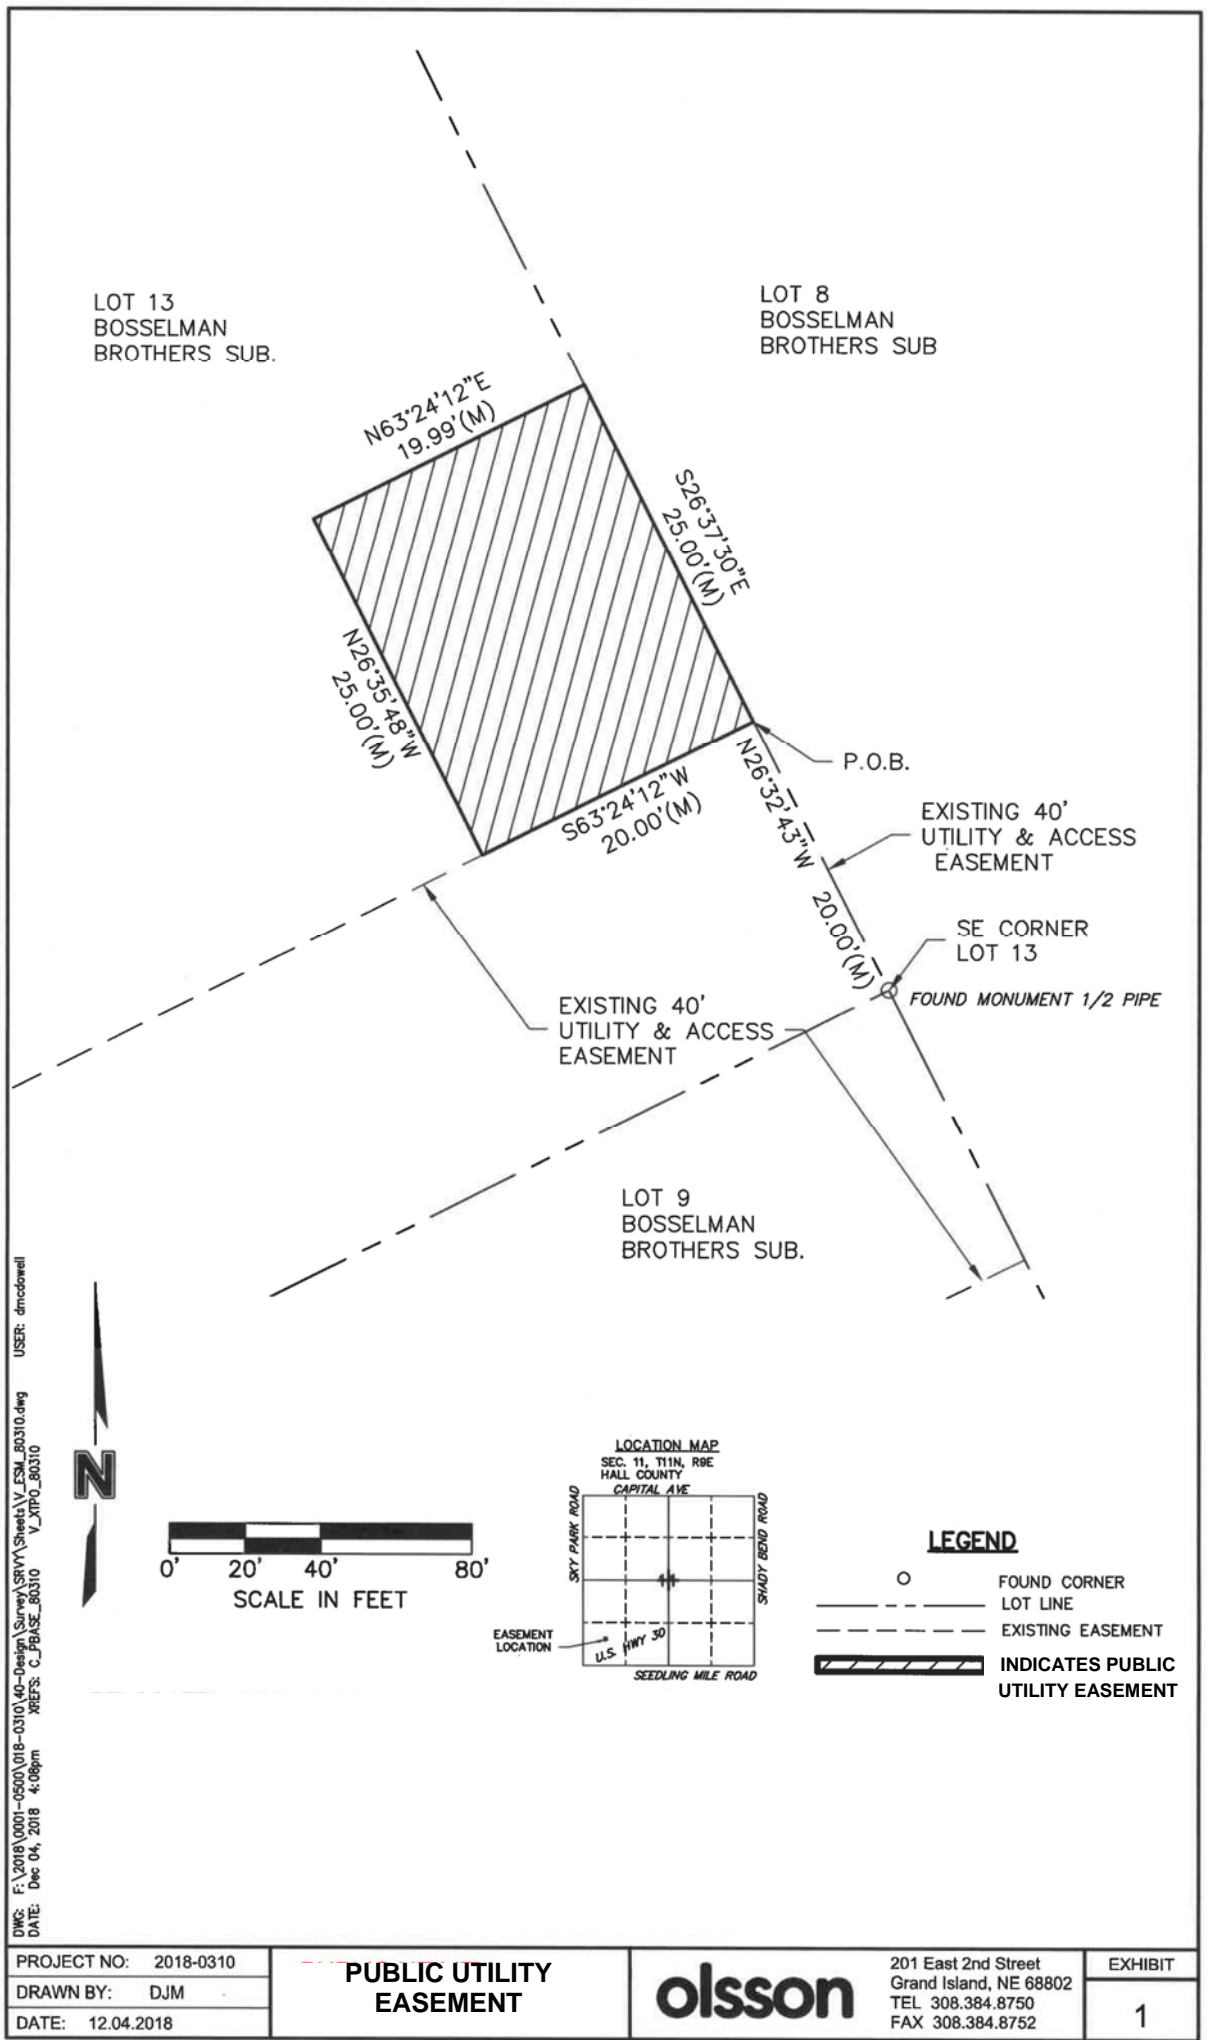 LOT 13
BOSSELMAN
BROTHERS SUB.
LOT 8
BOSSELMAN
BROTHERS SUB
N63°24'12"E
19.99'(M)
S26°37'30"E
25.00'(M)
N26°35'48"W
25.00'(M)
S63°24'12"W
20.00'(M)
N26°32'43"W 20.00'(M)
P.O.B.
EXISTING 40'
UTILITY & ACCESS
EASEMENT
SE CORNER
LOT 13
FOUND MONUMENT 1/2 PIPE
EXISTING 40'
UTILITY & ACCESS
EASEMENT
LOT 9
BOSSELMAN
BROTHERS SUB.
DWG: F:\2018\0001-0500\018-0310\40-Design\Survey\SRVY\Sheets\V_ESM_80310.dwg USER: dmcdowell
DATE: Dec 04, 2018 4:08pm XREFS: C_PBASE_80310 V_XTPO_80310
N
0' 20' 40' 80'
SCALE IN FEET
LOCATION MAP
SEC. 11, T11N, R9E
HALL COUNTY
CAPITAL AVE
SKY PARK ROAD
SHADY BEND ROAD
11
EASEMENT
LOCATION
U.S. HWY 30
SEEDLING MILE ROAD
LEGEND
FOUND CORNER
LOT LINE
EXISTING EASEMENT
INDICATES PUBLIC
UTILITY EASEMENT
PROJECT NO: 2018-0310
DRAWN BY: DJM
DATE: 12.04.2018
PUBLIC UTILITY
EASEMENT
olsson
201 East 2nd Street
Grand Island, NE 68802
TEL 308.384.8750
FAX 308.384.8752
EXHIBIT
1